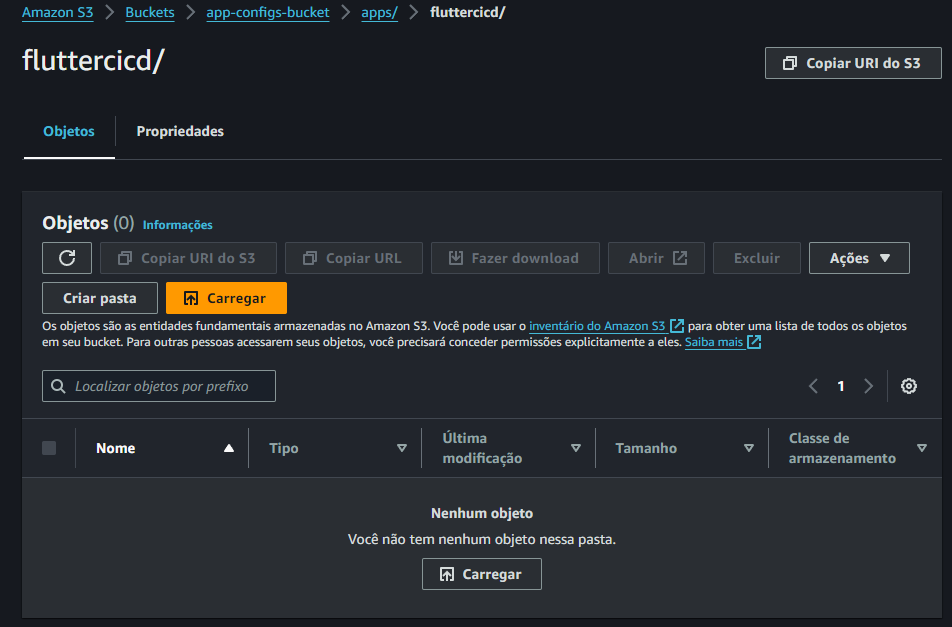 Amazon S3 > Buckets > app-configs-bucket > apps/ > fluttercicd/
fluttercicd/
Copiar URI do S3
Objetos
Propriedades
Objetos (0) Informações
Copiar URI do S3
Copiar URL
Fazer download
Abrir
Excluir
Ações
Criar pasta
Carregar
Os objetos são as entidades fundamentais armazenadas no Amazon S3. Você pode usar o inventário do Amazon S3 para obter uma lista de todos os objetos
em seu bucket. Para outras pessoas acessarem seus objetos, você precisará conceder permissões explicitamente a eles. Saiba mais
Localizar objetos por prefixo
1
Nome
Tipo
Última
modificação
Tamanho
Classe de
armazenamento
Nenhum objeto
Você não tem nenhum objeto nessa pasta.
Carregar